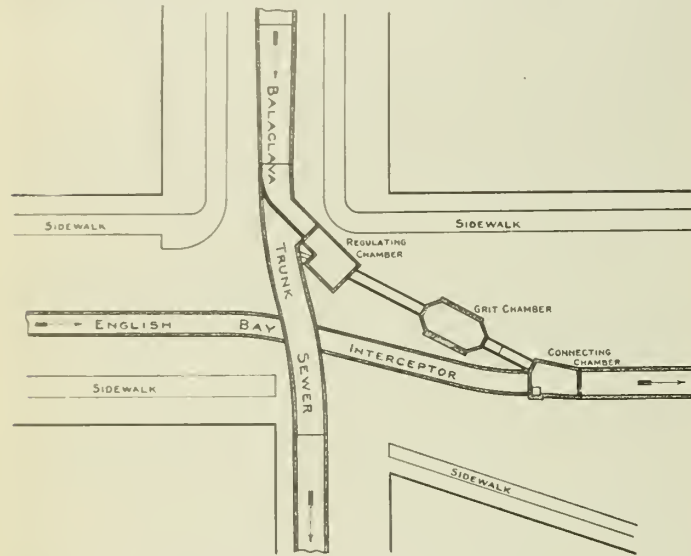 BALACLAVA
TRUNK
SEWER
SIDEWALK
SIDEWALK
REGULATING
CHAMBER
GRIT CHAMBER
CONNECTING
CHAMBER
ENGLISH BAY INTERCEPTOR
SIDEWALK
SIDEWALK